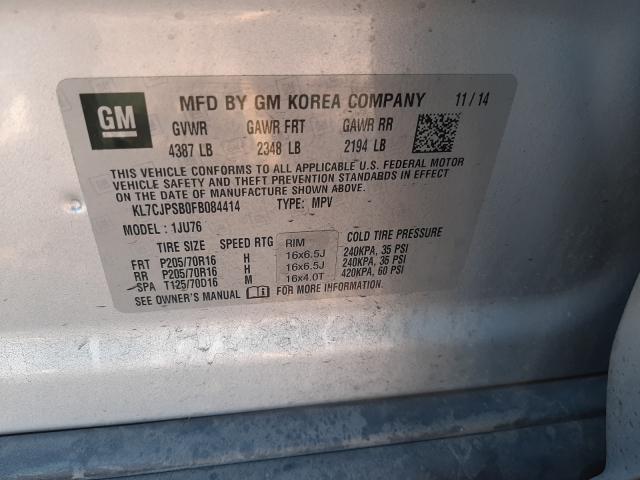 GM
MFD BY GM KOREA COMPANY 11/14
GVWR GAWR FRT GAWR RR
4387 LB 2348 LB 2194 LB
THIS VEHICLE CONFORMS TO ALL APPLICABLE U.S. FEDERAL MOTOR
VEHICLE SAFETY AND THEFT PREVENTION STANDARDS IN EFFECT
ON THE DATE OF MANUFACTURE SHOWN ABOVE.
KL7CJPSB0FB084414 TYPE: MPV
MODEL: 1JU76
TIRE SIZE SPEED RTG RIM COLD TIRE PRESSURE
FRT P205/70R16 H 16x6.5J 240KPA, 35 PSI
RR P205/70R16 H 16x6.5J 240KPA, 35 PSI
SPA T125/70D16 M 16x4.0T 420KPA, 60 PSI
SEE OWNER'S MANUAL FOR MORE INFORMATION.